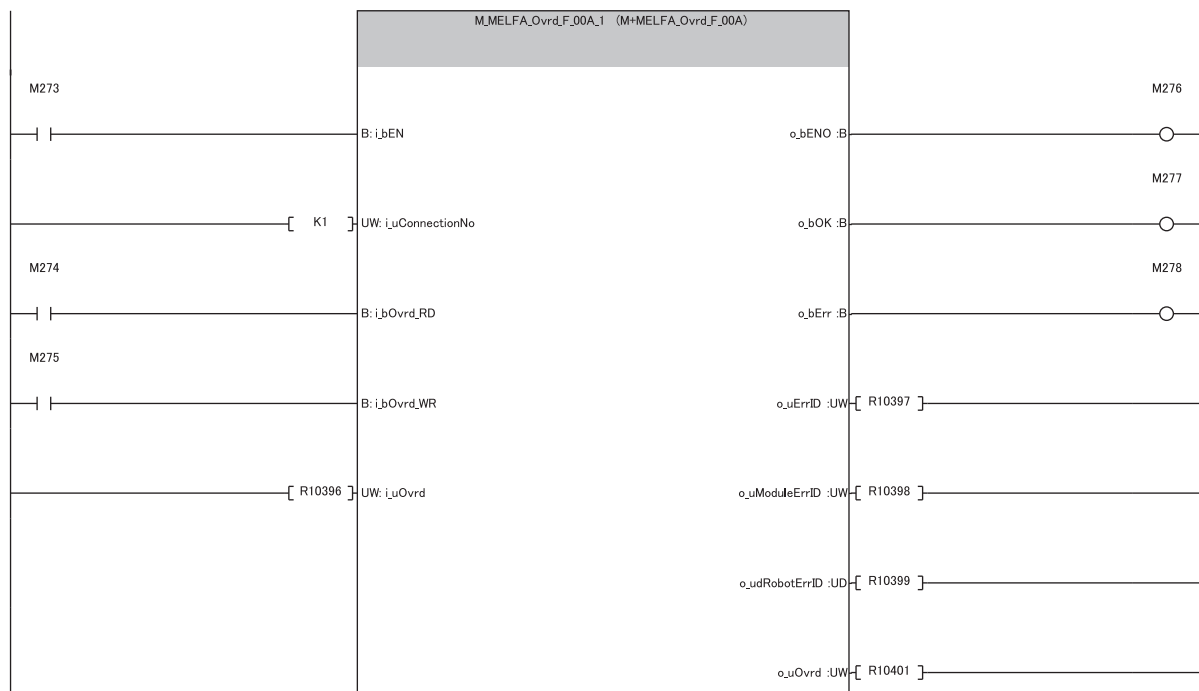 M_MELFA_Ovrd_F_00A_1 (M+MELFA_Ovrd_F_00A)
M273
M276
B: i_bEN
o_bENO :B
M277
K1
UW: i_uConnectionNo
o_bOK :B
M274
M278
B: i_bOvrd_RD
o_bErr :B
M275
B: i_bOvrd_WR
o_uErrID :UW
R10397
R10396
UW: i_uOvrd
o_uModuleErrID :UW
R10398
o_udRobotErrID :UD
R10399
o_uOvrd :UW
R10401